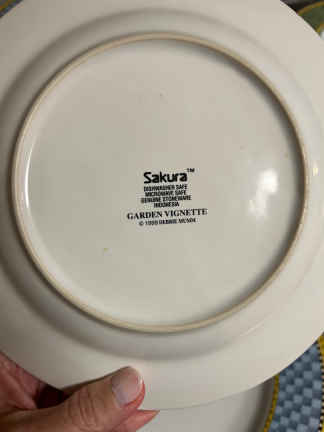 Sakura™
DISHWASHER SAFE
MICROWAVE SAFE
GENUINE STONEWARE
INDONESIA
GARDEN VIGNETTE
© 1999 DEBBIE MUMM